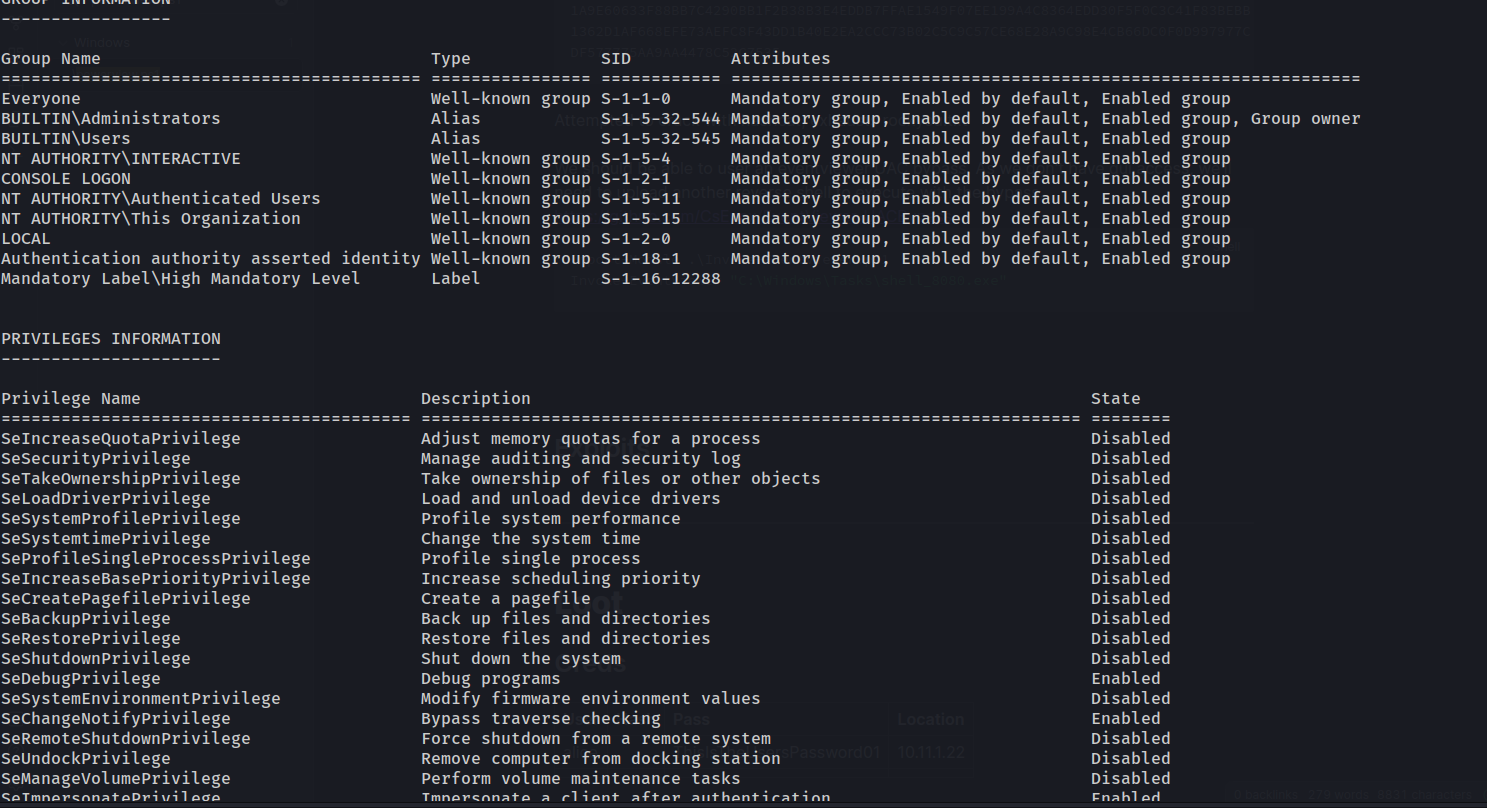 GROUP INFORMATION
-----------------
Group Name Type SID Attributes
========================================== ================ ============ ===============================================================
Everyone Well-known group S-1-1-0 Mandatory group, Enabled by default, Enabled group
BUILTIN\Administrators Alias S-1-5-32-544 Mandatory group, Enabled by default, Enabled group, Group owner
BUILTIN\Users Alias S-1-5-32-545 Mandatory group, Enabled by default, Enabled group
NT AUTHORITY\INTERACTIVE Well-known group S-1-5-4 Mandatory group, Enabled by default, Enabled group
CONSOLE LOGON Well-known group S-1-2-1 Mandatory group, Enabled by default, Enabled group
NT AUTHORITY\Authenticated Users Well-known group S-1-5-11 Mandatory group, Enabled by default, Enabled group
NT AUTHORITY\This Organization Well-known group S-1-5-15 Mandatory group, Enabled by default, Enabled group
LOCAL Well-known group S-1-2-0 Mandatory group, Enabled by default, Enabled group
Authentication authority asserted identity Well-known group S-1-18-1 Mandatory group, Enabled by default, Enabled group
Mandatory Label\High Mandatory Level Label S-1-16-12288
PRIVILEGES INFORMATION
----------------------
Privilege Name Description State
========================================= ================================================================== ========
SeIncreaseQuotaPrivilege Adjust memory quotas for a process Disabled
SeSecurityPrivilege Manage auditing and security log Disabled
SeTakeOwnershipPrivilege Take ownership of files or other objects Disabled
SeLoadDriverPrivilege Load and unload device drivers Disabled
SeSystemProfilePrivilege Profile system performance Disabled
SeSystemtimePrivilege Change the system time Disabled
SeProfileSingleProcessPrivilege Profile single process Disabled
SeIncreaseBasePriorityPrivilege Increase scheduling priority Disabled
SeCreatePagefilePrivilege Create a pagefile Disabled
SeBackupPrivilege Back up files and directories Disabled
SeRestorePrivilege Restore files and directories Disabled
SeShutdownPrivilege Shut down the system Disabled
SeDebugPrivilege Debug programs Enabled
SeSystemEnvironmentPrivilege Modify firmware environment values Disabled
SeChangeNotifyPrivilege Bypass traverse checking Enabled
SeRemoteShutdownPrivilege Force shutdown from a remote system Disabled
SeUndockPrivilege Remove computer from docking station Disabled
SeManageVolumePrivilege Perform volume maintenance tasks Disabled
SeImpersonatePrivilege Impersonate a client after authentication Enabled